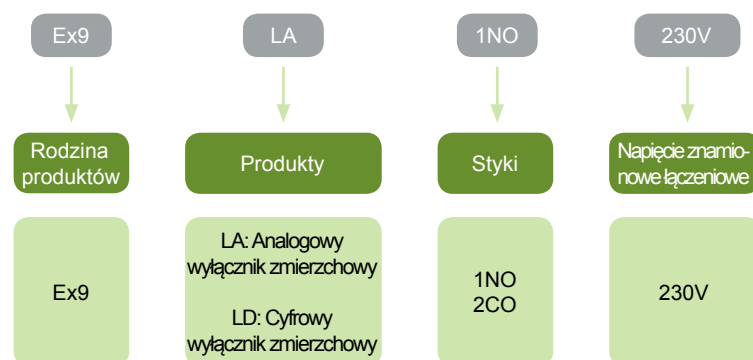 Ex9
LA
1NO
230V
Rodzina
produktów
Produkty
Styki
Napięcie znamio-
nowe łączeniowe
Ex9
LA: Analogowy
wyłącznik zmierzchowy
LD: Cyfrowy
wyłącznik zmierzchowy
1NO
2CO
230V